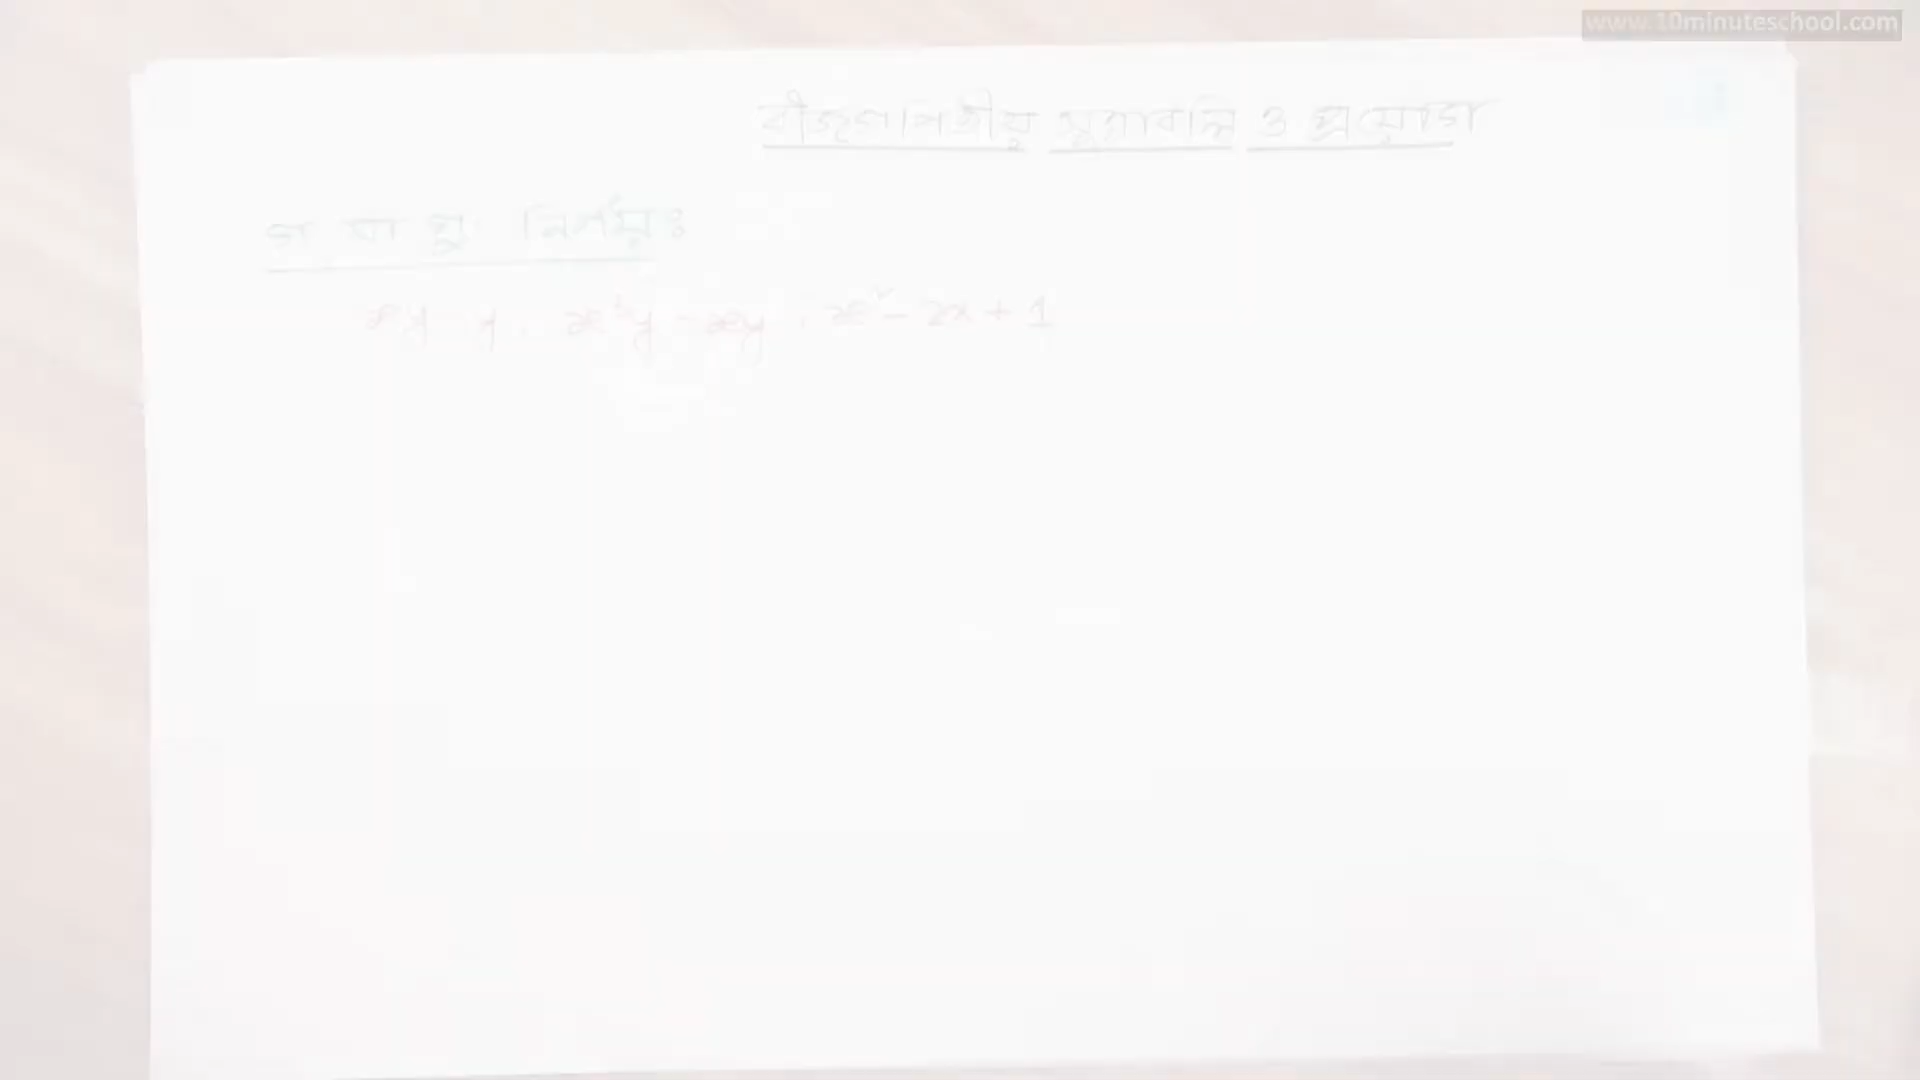 www.10minuteschool.com
বীজগাণিতীয় সূত্রাবলি ও প্রয়োগ
গ সা গু নির্ণয়ঃ
xy y, x²y - xy, x² - 2x + 1